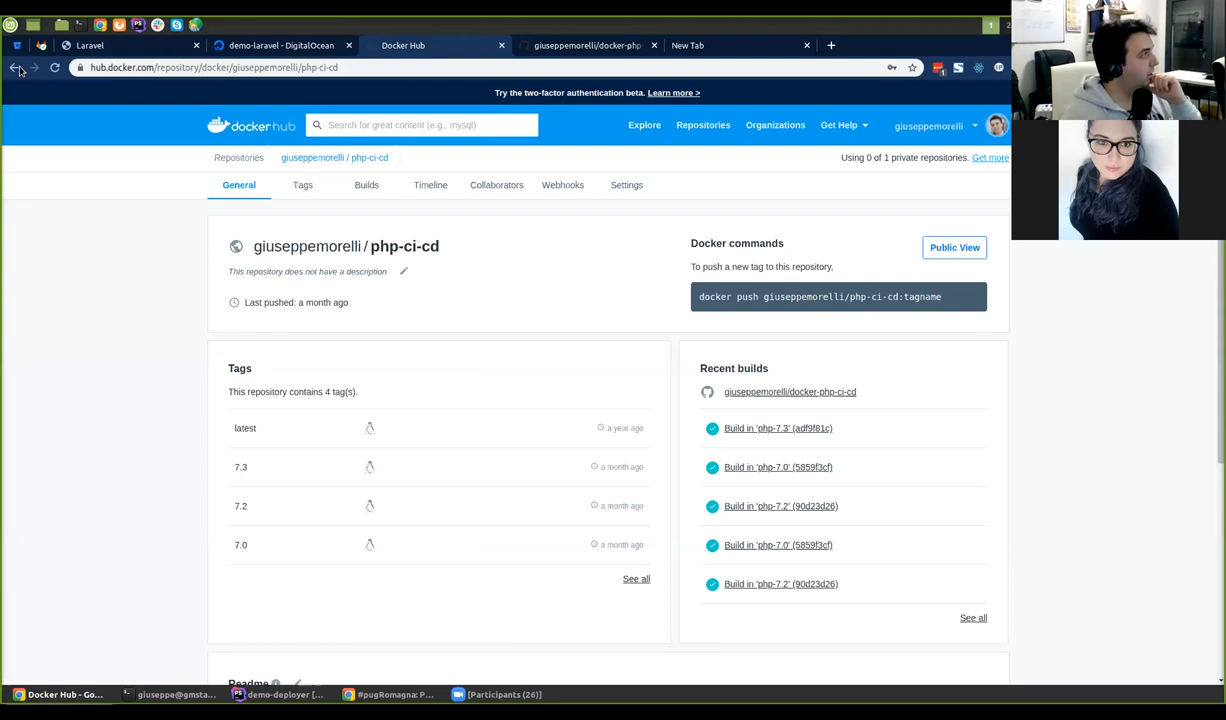 1
2
Laravel
demo-laravel - DigitalOcean
Docker Hub
giuseppemorelli/docker-php
New Tab
hub.docker.com/repository/docker/giuseppemorelli/php-ci-cd
Try the two-factor authentication beta. Learn more >
docker hub
Search for great content (e.g., mysql)
Explore
Repositories
Organizations
Get Help
giuseppemorelli
Repositories
giuseppemorelli / php-ci-cd
Using 0 of 1 private repositories. Get more
General
Tags
Builds
Timeline
Collaborators
Webhooks
Settings
giuseppemorelli / php-ci-cd
This repository does not have a description
Last pushed: a month ago
Docker commands
Public View
To push a new tag to this repository,
docker push giuseppemorelli/php-ci-cd:tagname
Tags
This repository contains 4 tag(s).
latest
a year ago
7.3
a month ago
7.2
a month ago
7.0
a month ago
See all
Recent builds
giuseppemorelli/docker-php-ci-cd
Build in 'php-7.3' (adf9f81c)
Build in 'php-7.0' (5859f3cf)
Build in 'php-7.2' (90d23d26)
Build in 'php-7.0' (5859f3cf)
Build in 'php-7.2' (90d23d26)
See all
Readme
Docker Hub - Go...
giuseppe@gmsta...
demo-deployer [...
#pugRomagna: P...
[Participants (26)]